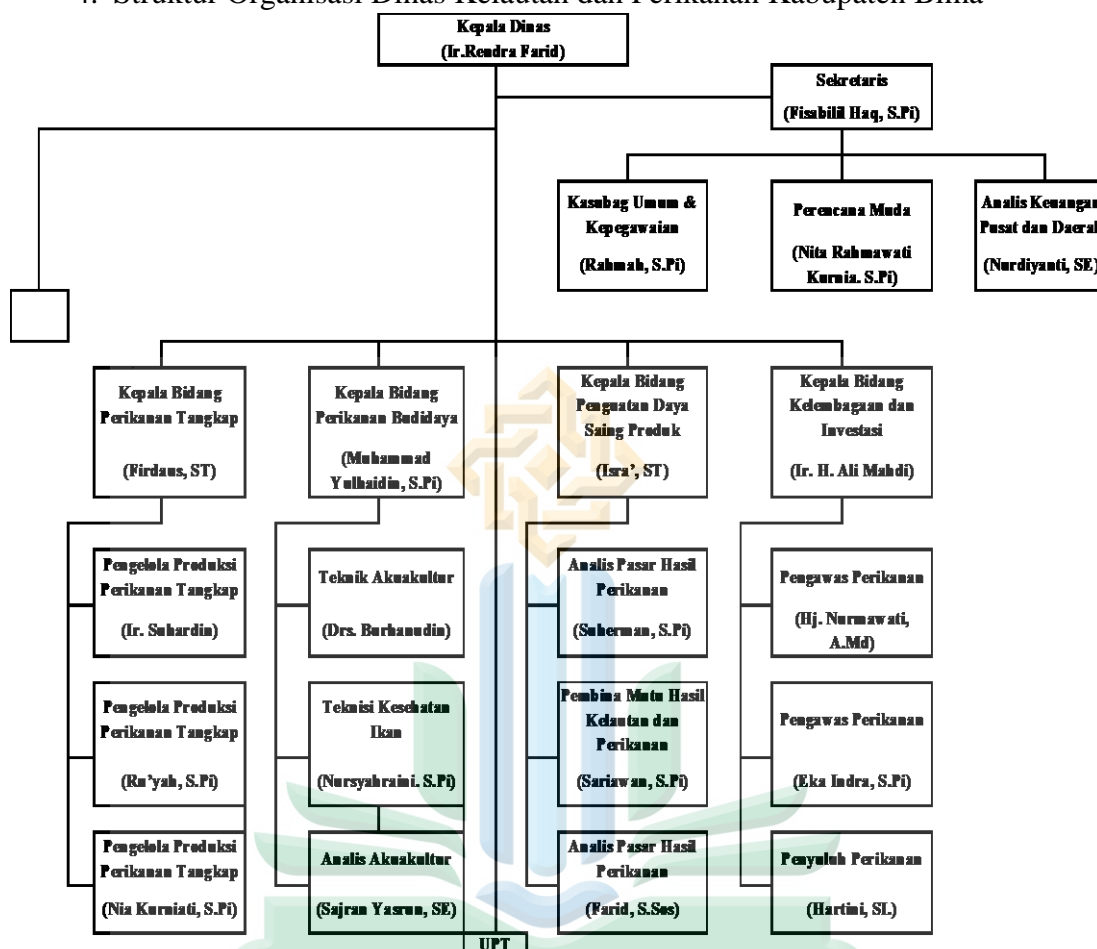 4. Struktur Organisasi Dinas Kelautan dan Perikanan Kabupaten Bima
Kepala Dinas
(Ir.Rendra Farid)
Sekretaris
(Fisabilil Haq, S.Pi)
Kasubag Umum &
Kepegawaian
(Rahmah, S.Pi)
Perencana Muda
(Nita Rahmawati
Kurnia. S.Pi)
Analis Keuangan
Pusat dan Daerah
(Nurdiyanti, SE)
Kepala Bidang
Perikanan Tangkap
(Firdaus, ST)
Kepala Bidang
Perikanan Budidaya
(Muhammad
Yulhaidin, S.Pi)
Kepala Bidang
Penguatan Daya
Saing Produk
(Isra’, ST)
Kepala Bidang
Kelembagaan dan
Investasi
(Ir. H. Ali Mahdi)
Pengelola Produksi
Perikanan Tangkap
(Ir. Suhardin)
Teknik Akuakultur
(Drs. Burhanudin)
Analis Pasar Hasil
Perikanan
(Suherman, S.Pi)
Pengawas Perikanan
(Hj. Nurmawati,
A.Md)
Pengelola Produksi
Perikanan Tangkap
(Ru’yah, S.Pi)
Teknisi Kesehatan
Ikan
(Nursyahraini. S.Pi)
Pembina Mutu Hasil
Kelautan dan
Perikanan
(Sariawan, S.Pi)
Pengawas Perikanan
(Eka Indra, S.Pi)
Pengelola Produksi
Perikanan Tangkap
(Nia Kurniati, S.Pi)
Analis Akuakultur
(Sajran Yasrun, SE)
Analis Pasar Hasil
Perikanan
(Farid, S.Sos)
Penyuluh Perikanan
(Hartini, SL)
UPT